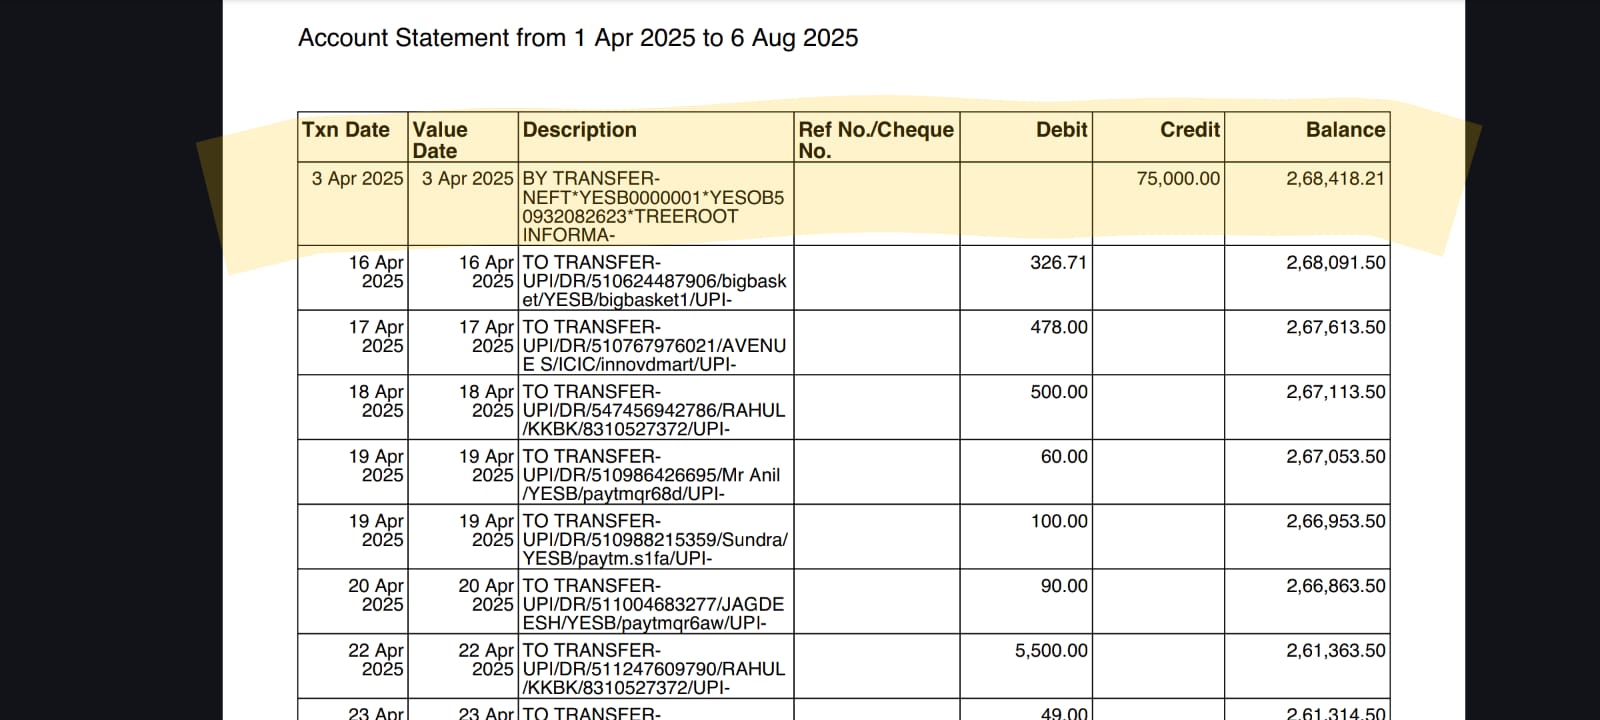 Account Statement from 1 Apr 2025 to 6 Aug 2025
Txn Date Value Date Description Ref No./Cheque No. Debit Credit Balance
3 Apr 2025 3 Apr 2025 BY TRANSFER- 75,000.00 2,68,418.21
NEFT*YESB0000001*YESOB5
0932082623*TREEROOT
INFORMA-
16 Apr 16 Apr TO TRANSFER- 326.71 2,68,091.50
2025 2025 UPI/DR/510624487906/bigbask
et/YESB/bigbasket1/UPI-
17 Apr 17 Apr TO TRANSFER- 478.00 2,67,613.50
2025 2025 UPI/DR/510767976021/AVENU
E S/ICIC/innovdmart/UPI-
18 Apr 18 Apr TO TRANSFER- 500.00 2,67,113.50
2025 2025 UPI/DR/547456942786/RAHUL
/KKBK/8310527372/UPI-
19 Apr 19 Apr TO TRANSFER- 60.00 2,67,053.50
2025 2025 UPI/DR/510986426695/Mr Anil
/YESB/paytmqr68d/UPI-
19 Apr 19 Apr TO TRANSFER- 100.00 2,66,953.50
2025 2025 UPI/DR/510988215359/Sundra/
YESB/paytm.s1fa/UPI-
20 Apr 20 Apr TO TRANSFER- 90.00 2,66,863.50
2025 2025 UPI/DR/511004683277/JAGDE
ESH/YESB/paytmqr6aw/UPI-
22 Apr 22 Apr TO TRANSFER- 5,500.00 2,61,363.50
2025 2025 UPI/DR/511247609790/RAHUL
/KKBK/8310527372/UPI-
23 Apr 23 Apr TO TRANSFER- 49.00 2,61,314.50